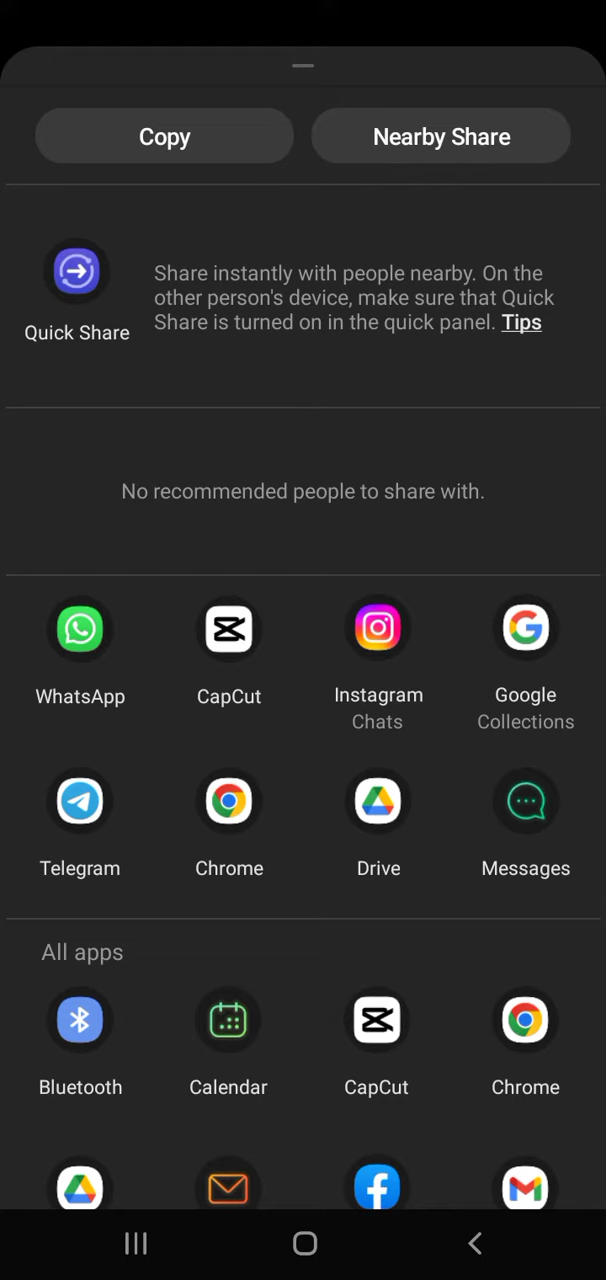 Copy
Nearby Share
Share instantly with people nearby. On the
other person's device, make sure that Quick
Share is turned on in the quick panel. Tips
Quick Share
No recommended people to share with.
WhatsApp
CapCut
Instagram
Chats
Google
Collections
Telegram
Chrome
Drive
Messages
All apps
Bluetooth
Calendar
CapCut
Chrome